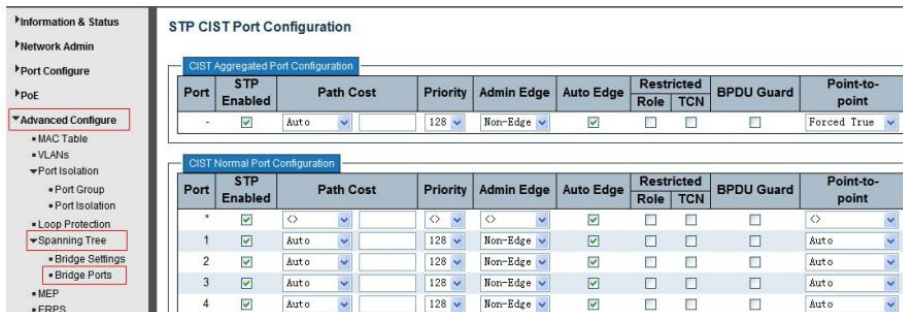 Information & Status
Network Admin
Port Configure
PoE
Advanced Configure
MAC Table
VLANs
Port Isolation
Port Group
Port Isolation
Loop Protection
Spanning Tree
Bridge Settings
Bridge Ports
MEP
ERPS
STP CIST Port Configuration
CIST Aggregated Port Configuration
Port STP Enabled Path Cost Priority Admin Edge Auto Edge Restricted Role TCN BPDU Guard Point-to-point
- Auto 128 Non-Edge Forced True
CIST Normal Port Configuration
Port STP Enabled Path Cost Priority Admin Edge Auto Edge Restricted Role TCN BPDU Guard Point-to-point
* <> <> <> <>
1 Auto 128 Non-Edge Auto
2 Auto 128 Non-Edge Auto
3 Auto 128 Non-Edge Auto
4 Auto 128 Non-Edge Auto